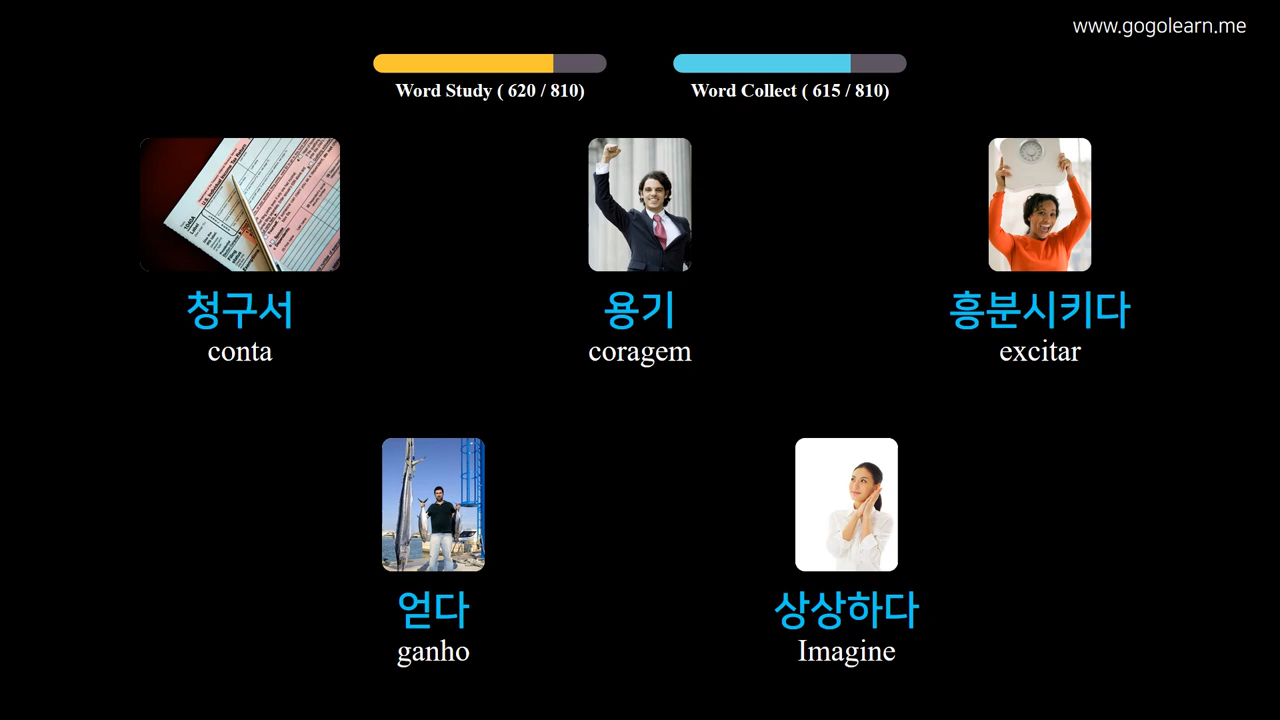 www.gogolearn.me
Word Study ( 620 / 810)
Word Collect ( 615 / 810)
청구서
conta
용기
coragem
흥분시키다
excitar
얻다
ganho
상상하다
Imagine